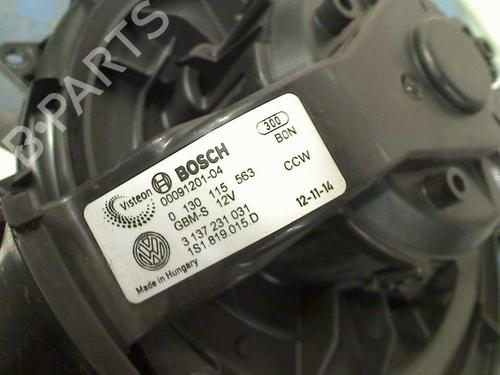 B-PARTS
Visteon
BOSCH
300
00091201-04
BON
0 130 115 563
GBM-S 12V
CCW
3 137 231 031
12-11-14
191.819.015.D
Made in Hungary